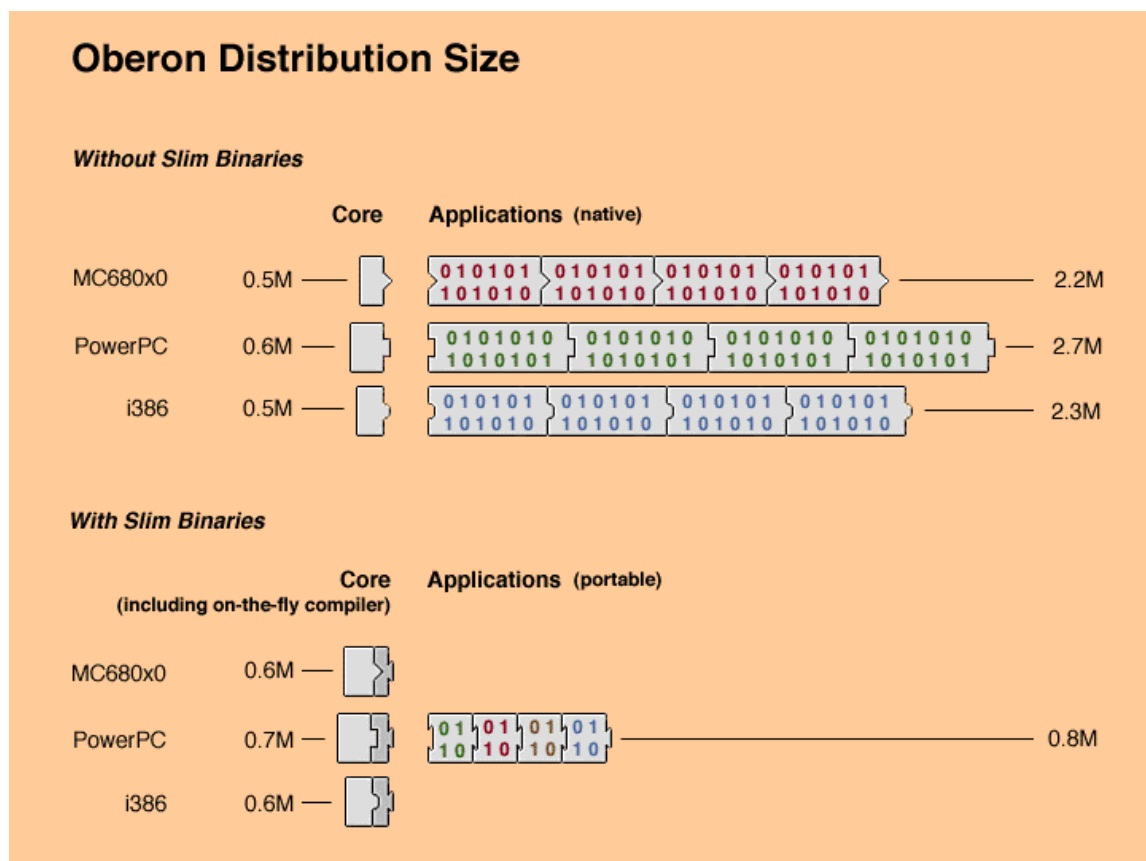 Oberon Distribution Size
Without Slim Binaries
Core Applications (native)
MC680x0 0.5M 010101 010101 010101 010101 2.2M
101010 101010 101010 101010
PowerPC 0.6M 0101010 0101010 0101010 0101010 2.7M
1010101 1010101 1010101 1010101
i386 0.5M 010101 010101 010101 010101 2.3M
101010 101010 101010 101010
With Slim Binaries
Core Applications (portable)
(including on-the-fly compiler)
MC680x0 0.6M
PowerPC 0.7M 01 01 01 01 0.8M
10 10 10 10
i386 0.6M